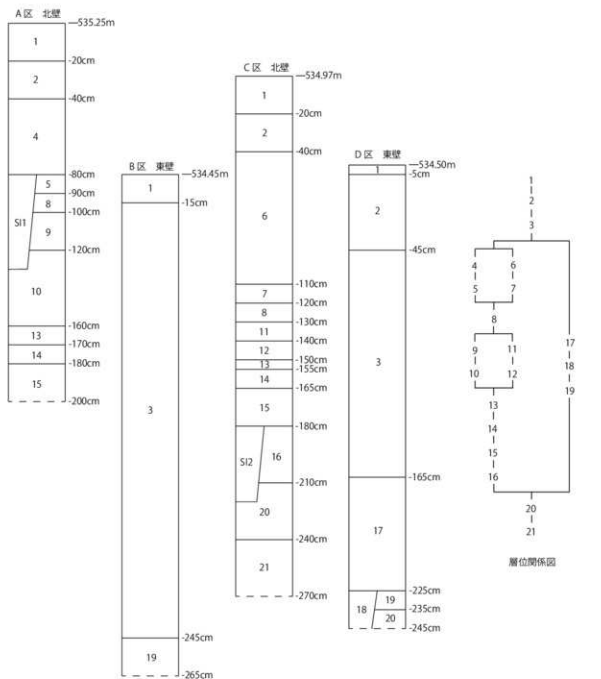 A区 北壁
535.25m
1
-20cm
2
-40cm
4
-80cm
5
-90cm
8
-100cm
SI1
9
-120cm
10
-160cm
13
-170cm
14
-180cm
15
-200cm
B区 東壁
534.45m
1
-15cm
3
-245cm
19
-265cm
C区 北壁
534.97m
1
-20cm
2
-40cm
6
-110cm
7
-120cm
8
-130cm
11
-140cm
12
-150cm
13
-155cm
14
-165cm
15
-180cm
SI2
16
-210cm
20
-240cm
21
-270cm
D区 東壁
534.50m
1
-5cm
2
-45cm
3
-165cm
17
-225cm
19
18
-235cm
20
-245cm
1
2
3
4 6
5 7
8
9 11
10 12
17
18
19
13
14
15
16
20
21
層位関係図